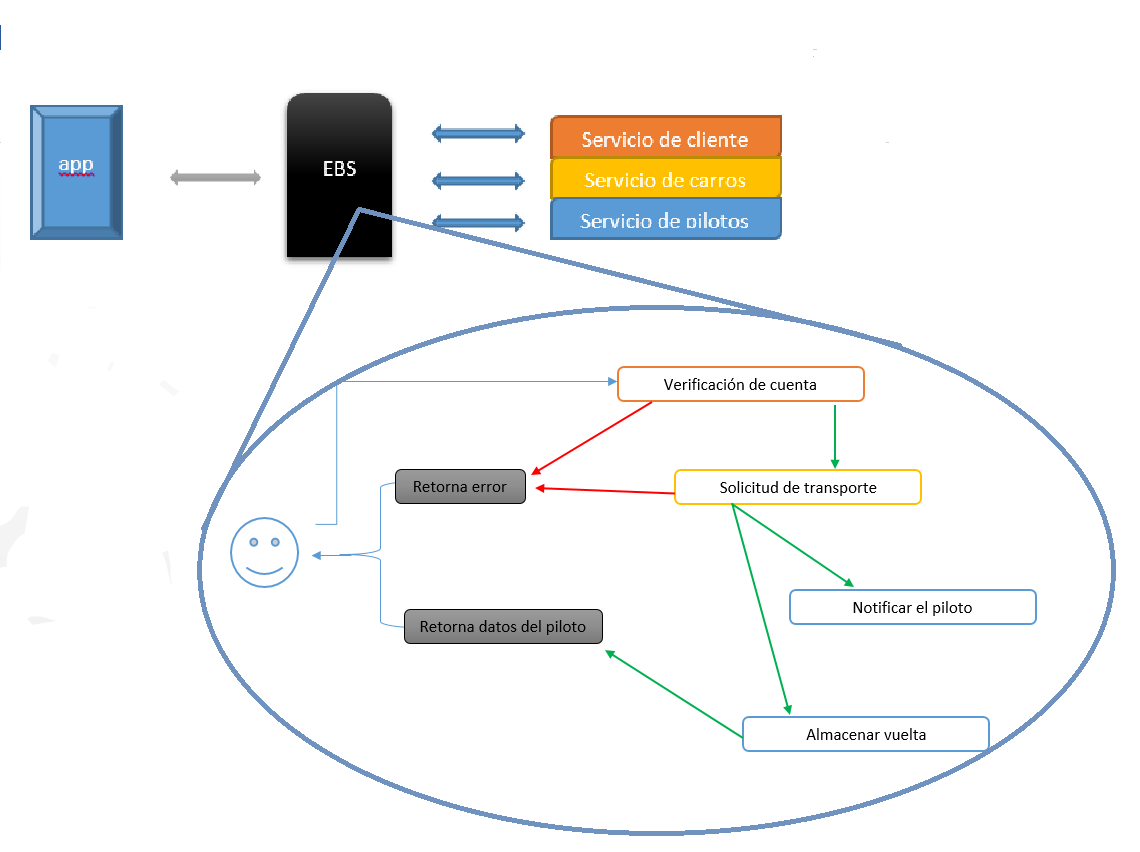 app
EBS
Servicio de cliente
Servicio de carros
Servicio de pilotos
Verificación de cuenta
Retorna error
Solicitud de transporte
Notificar el piloto
Retorna datos del piloto
Almacenar vuelta